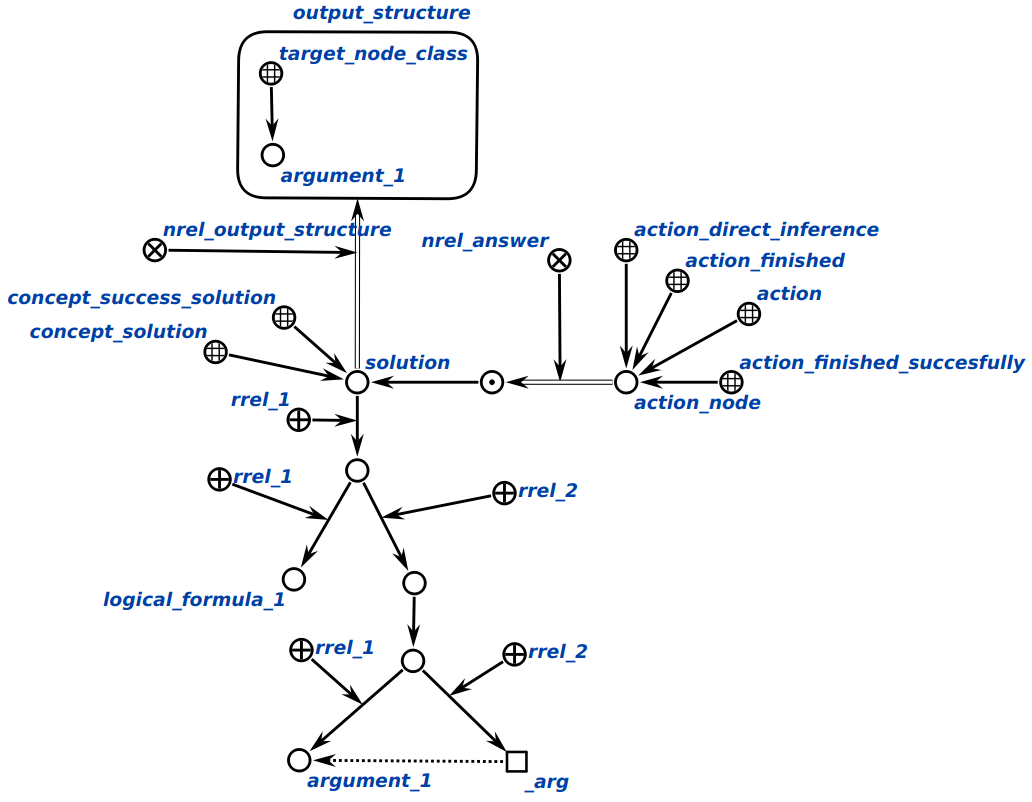 output_structure
target_node_class
argument_1
nrel_output_structure
nrel_answer
action_direct_inference
action_finished
action
concept_success_solution
concept_solution
solution
action_finished_succesfully
action_node
rrel_1
rrel_1
rrel_2
logical_formula_1
rrel_1
rrel_2
argument_1
_arg